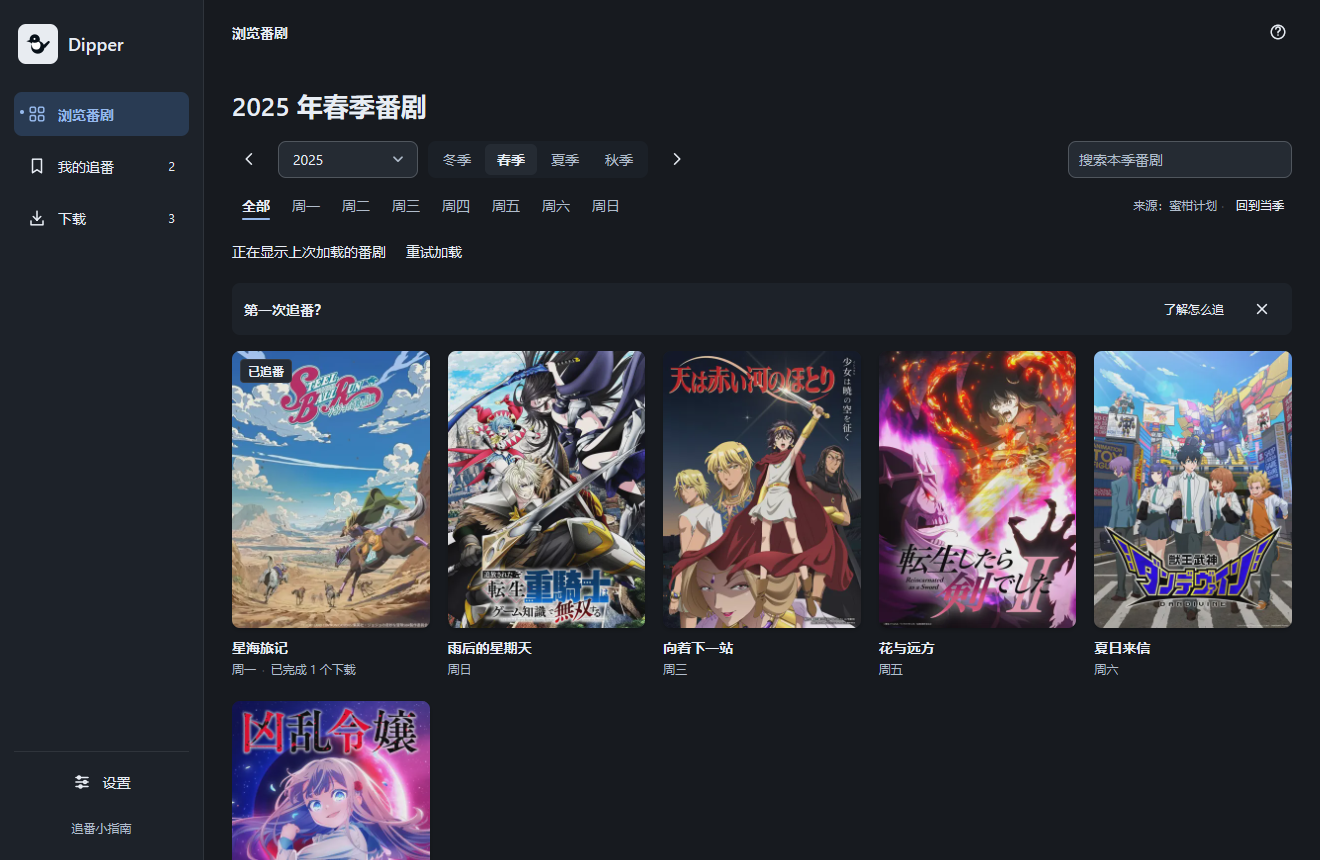 Dipper
浏览番剧
我的追番 2
下载 3
设置
追番小指南
浏览番剧
2025 年春季番剧
2025 冬季 春季 夏季 秋季 搜索本季番剧
全部 周一 周二 周三 周四 周五 周六 周日 来源：蜜柑计划 · 回到当季
正在显示上次加载的番剧 重试加载
第一次追番？ 了解怎么追
已追番
STEEL BALL RUN
星海旅记
周一 · 已完成 1 个下载
転生重騎士
ゲーム知識で無双する
雨后的星期天
周日
天は赤い河のほとり
少女は暁の空を征く
向着下一站
周三
転生したら
剣でした II
Reincarnated
as a Sword
花与远方
周五
獣王武神
ダンデヴァイン
DANDIVINE
夏日来信
周六
凶乱令嬢